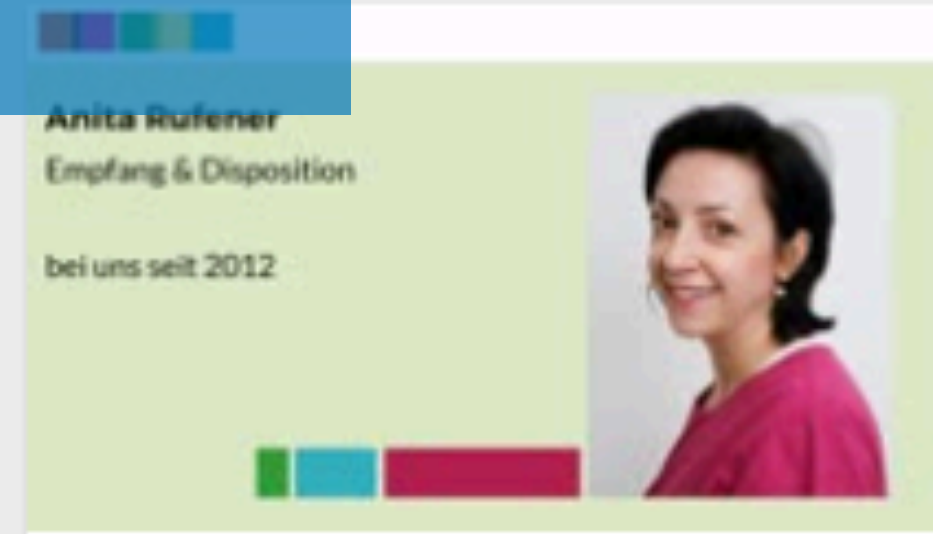 Anita Rufener
Empfang & Disposition
bei uns seit 2012